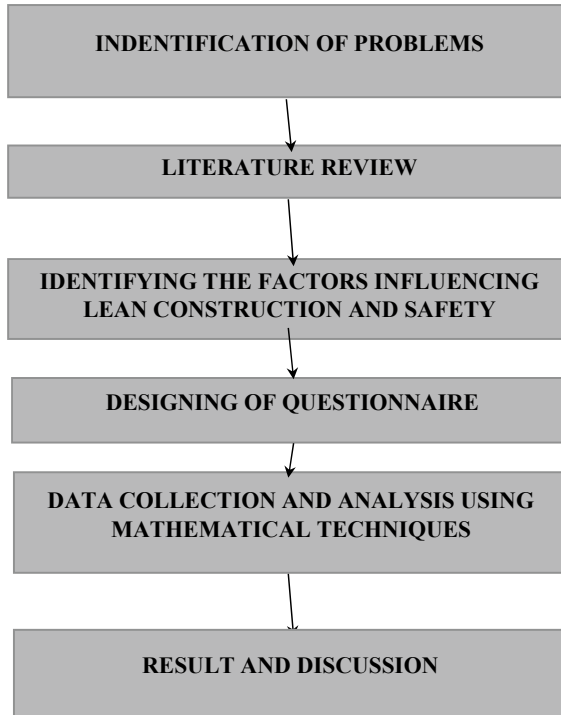 INDENTIFICATION OF PROBLEMS
LITERATURE REVIEW
IDENTIFYING THE FACTORS INFLUENCING
LEAN CONSTRUCTION AND SAFETY
DESIGNING OF QUESTIONNAIRE
DATA COLLECTION AND ANALYSIS USING
MATHEMATICAL TECHNIQUES
RESULT AND DISCUSSION